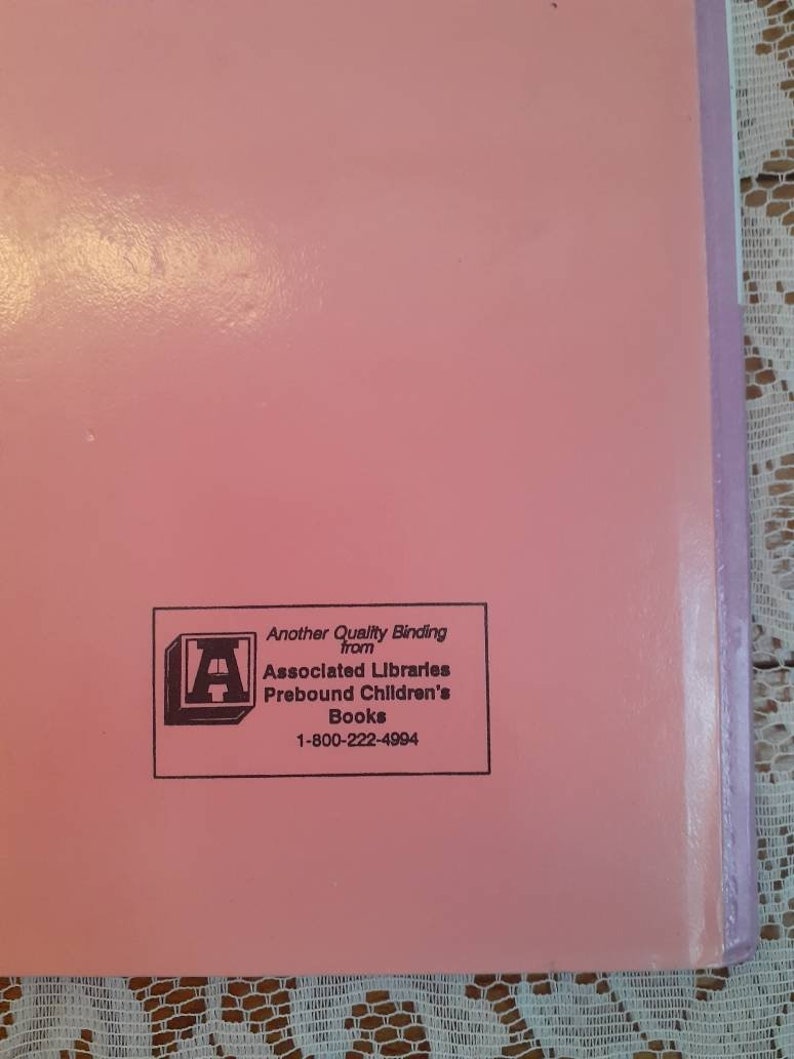 Another Quality Binding
from
Associated Libraries
Prebound Children's
Books
1-800-222-4994
A